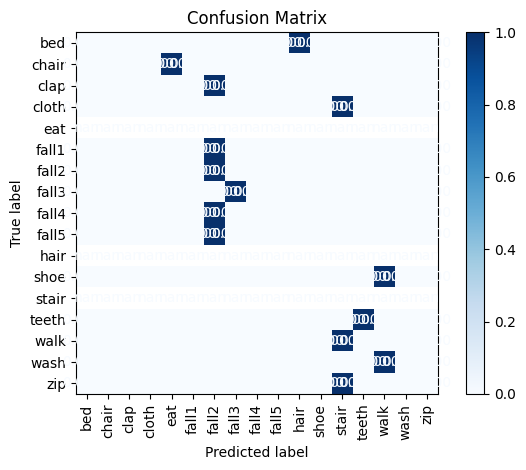 Confusion Matrix
bed
chair
clap
cloth
eat
fall1
fall2
fall3
fall4
fall5
hair
shoe
stair
teeth
walk
wash
zip
True label
bed chair clap cloth eat fall1 fall2 fall3 fall4 fall5 hair shoe stair teeth walk wash zip
Predicted label
1.0
0.8
0.6
0.4
0.2
0.0